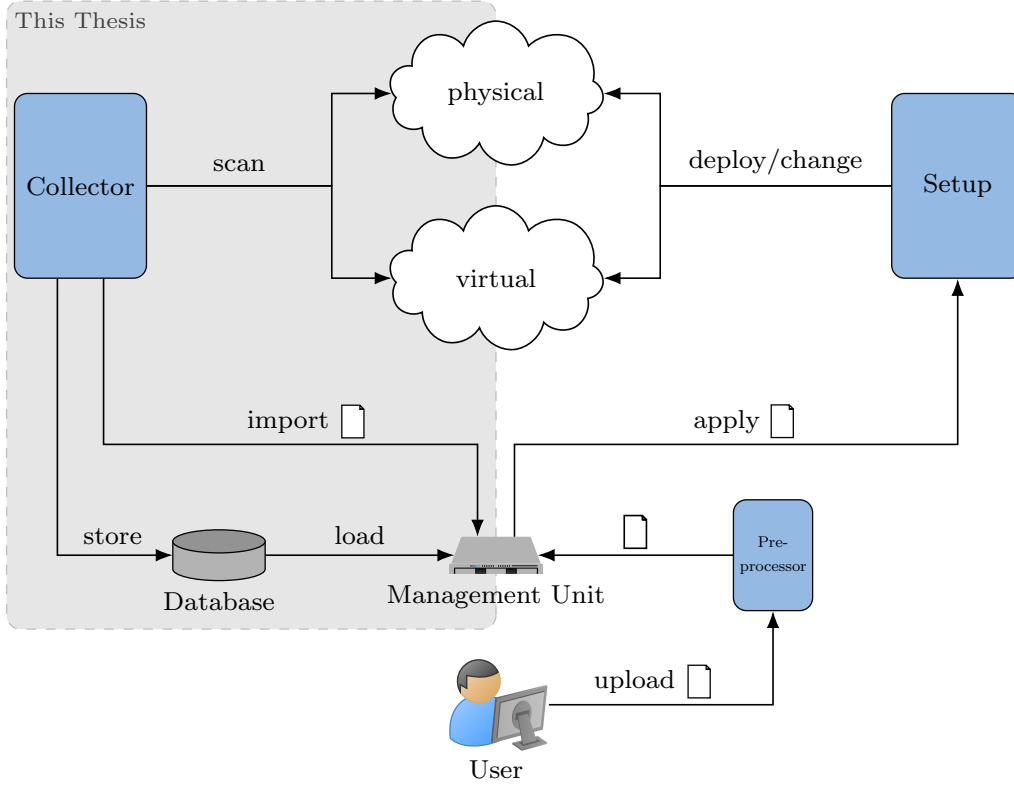 This Thesis
physical
scan
deploy/change
Collector
Setup
virtual
import
apply
store
load
Pre-
processor
Database
Management Unit
upload
User